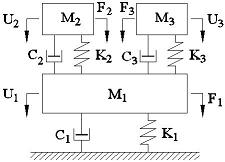 U₂ M₂ F₂ F₃ M₃ U₃
C₂ K₂ C₃ K₃
U₁ M₁ F₁
C₁ K₁